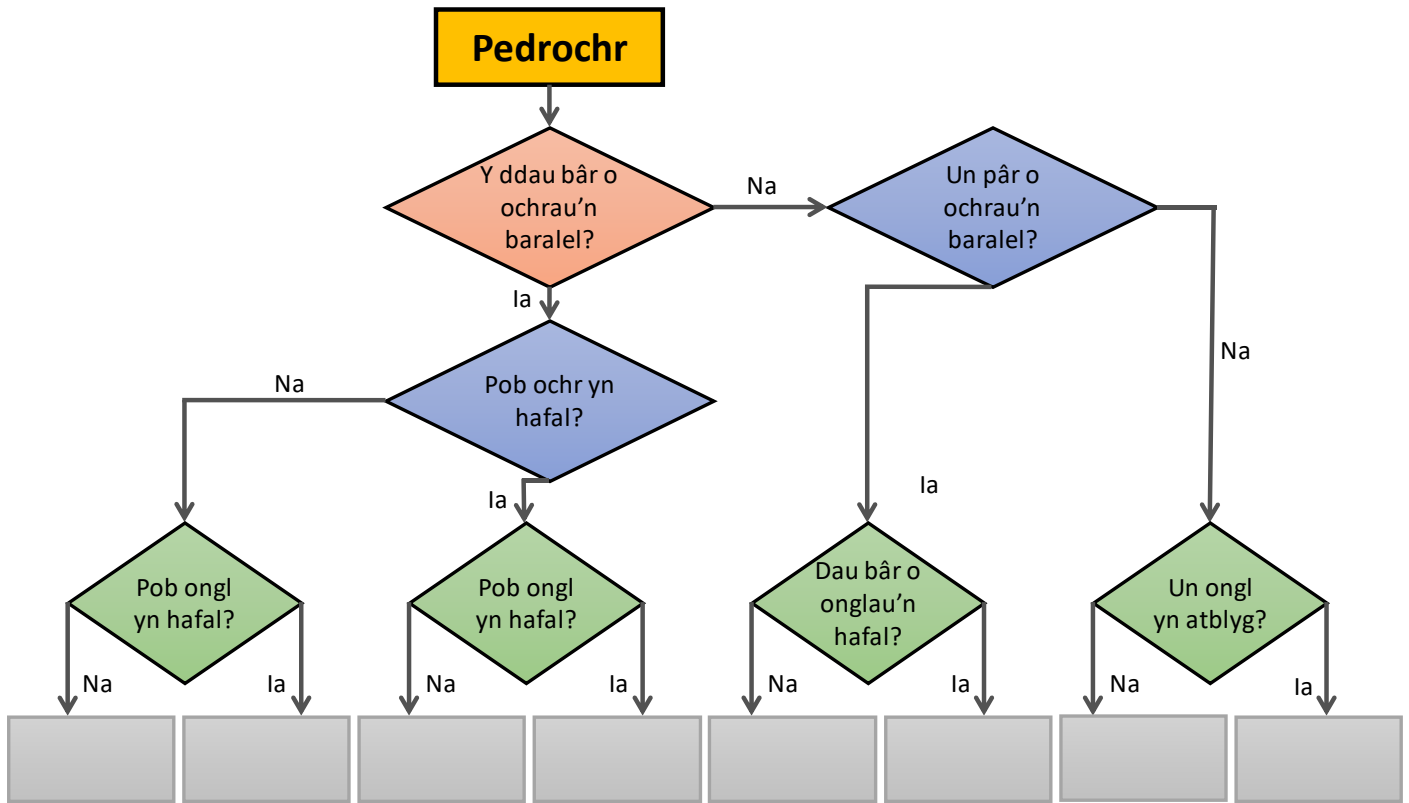 Pedrochr
Y ddau bâr o
ochrau’n
baralel?
Na
Un pâr o
ochrau’n
baralel?
Ia
Na
Na
Pob ochr yn
hafal?
Ia
Ia
Pob ongl
yn hafal?
Pob ongl
yn hafal?
Dau bâr o
onglau’n
hafal?
Un ongl
yn atblyg?
Na
Ia
Na
Ia
Na
Ia
Na
Ia